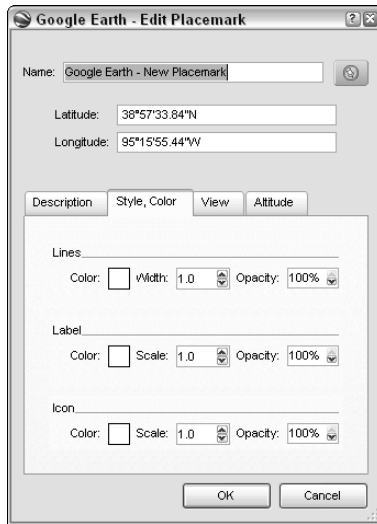 Google Earth - Edit Placemark
Name: Google Earth - New Placemark
Latitude: 38°57'33.84"N
Longitude: 95°15'55.44"W
Description Style, Color View Altitude
Lines
Color: Width: 1.0 Opacity: 100%
Label
Color: Scale: 1.0 Opacity: 100%
Icon
Color: Scale: 1.0 Opacity: 100%
OK Cancel